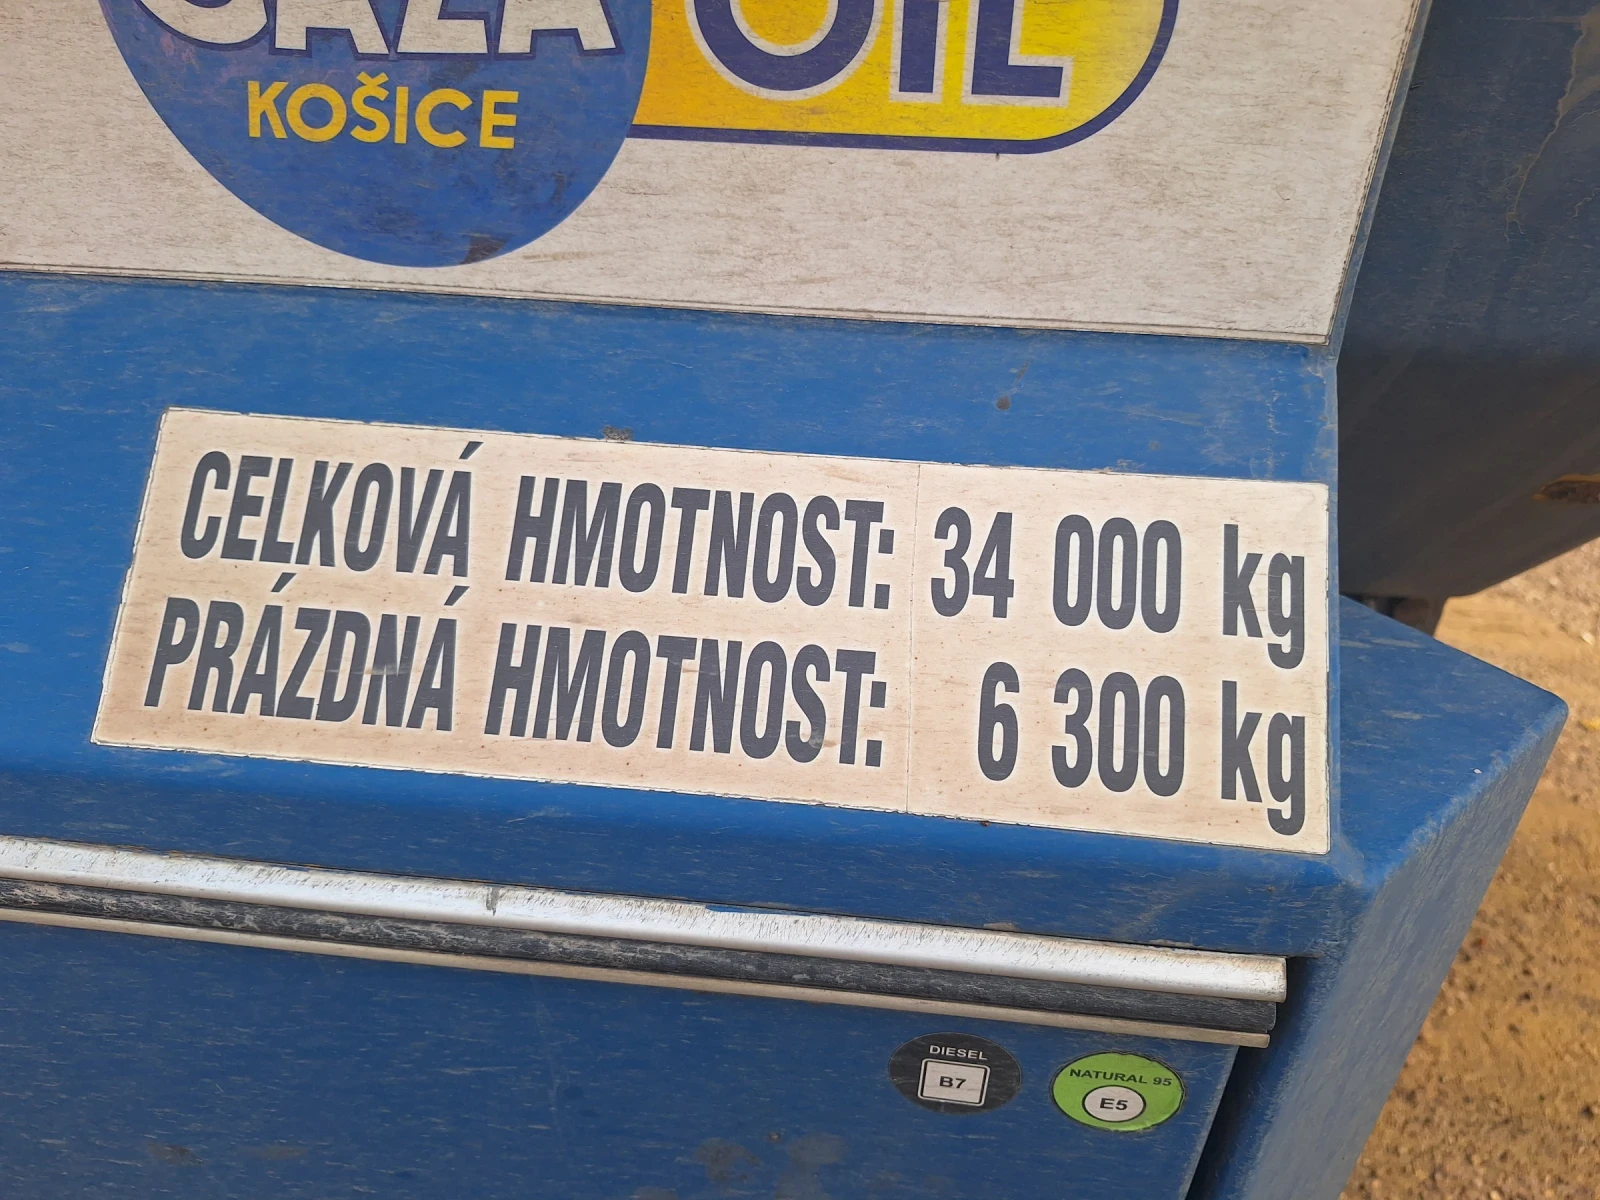 OIL
KOŠICE
CELKOVÁ HMOTNOST: 34 000 kg
PRÁZDNÁ HMOTNOST: 6 300 kg
DIESEL
B7
NATURAL 95
E5